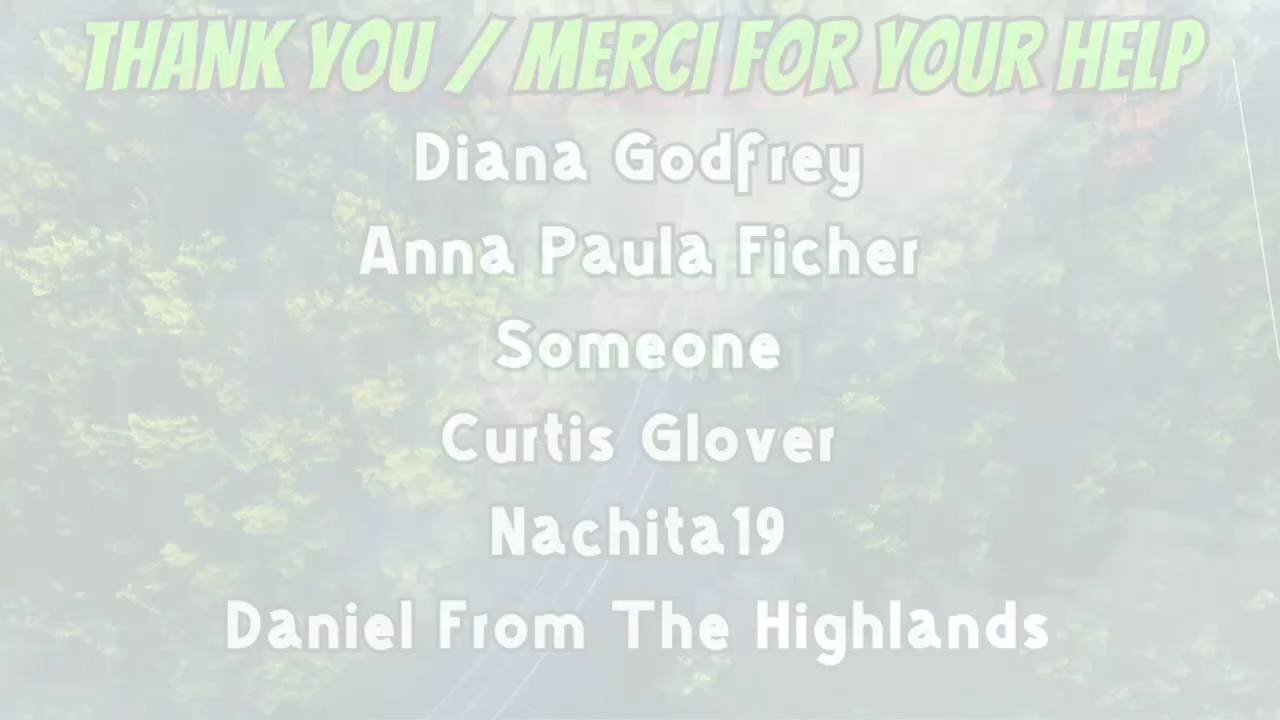 THANK YOU / MERCI FOR YOUR HELP
Diana Godfrey
Anna Paula Ficher
Someone
Curtis Glover
Nachita19
Daniel From The Highlands